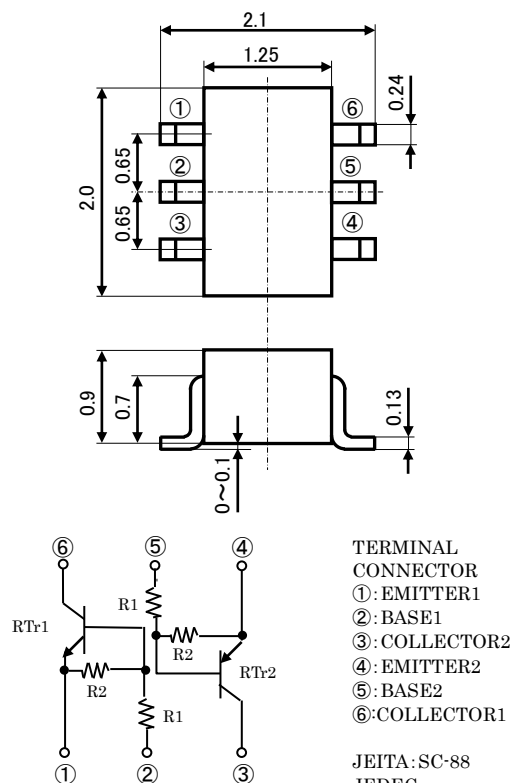 2.1
1.25
0.24
①
⑥
0.65
②
⑤
2.0
0.65
③
④
0.9
0.7
0.13
0～0.1
⑥
⑤
④
R1
RTr1
R2
RTr2
R2
R1
①
②
③
TERMINAL
CONNECTOR
①:EMITTER1
②:BASE1
③:COLLECTOR2
④:EMITTER2
⑤:BASE2
⑥:COLLECTOR1
JEITA:SC-88
JEDEC